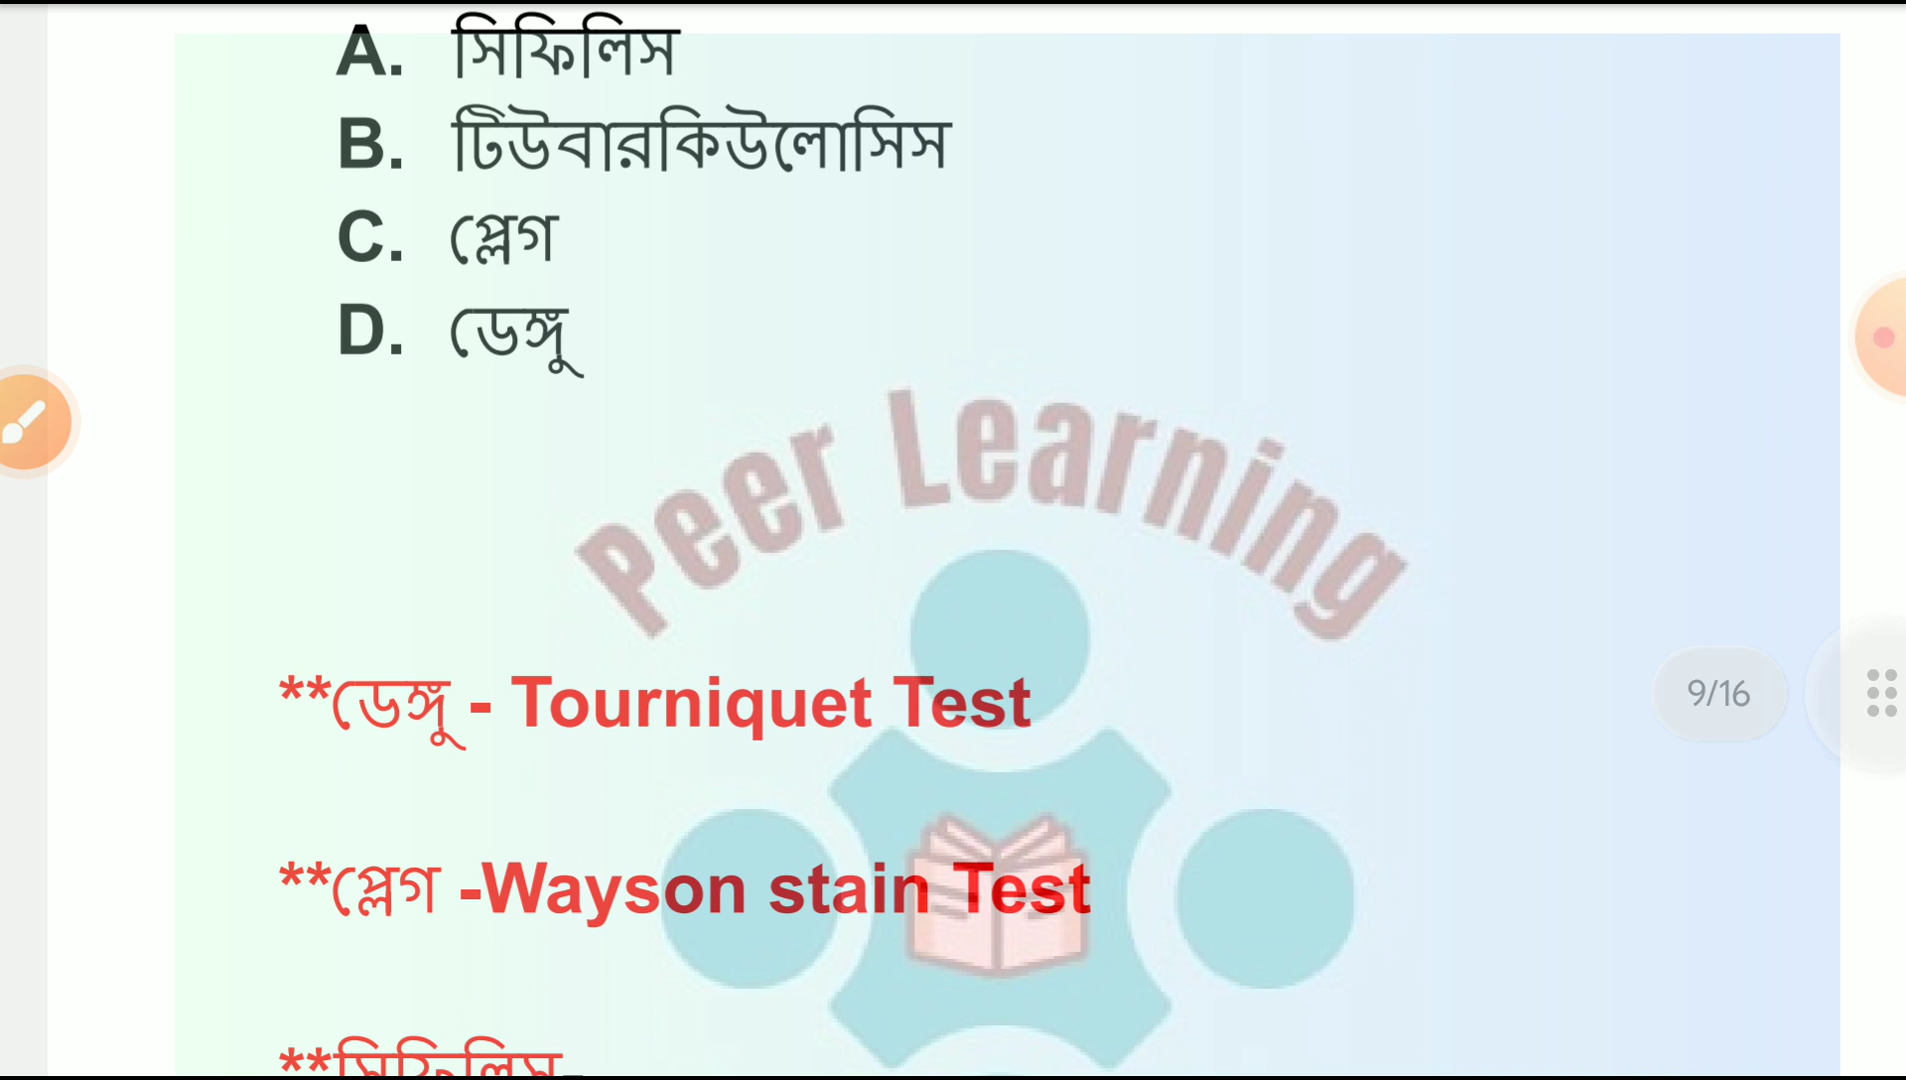 A. সিফিলিস
B. টিউবারকিউলোসিস
C. প্লেগ
D. ডেঙ্গু
Peer Learning
**ডেঙ্গু - Tourniquet Test
9/16
**প্লেগ -Wayson stain Test
**সিফিলিস-